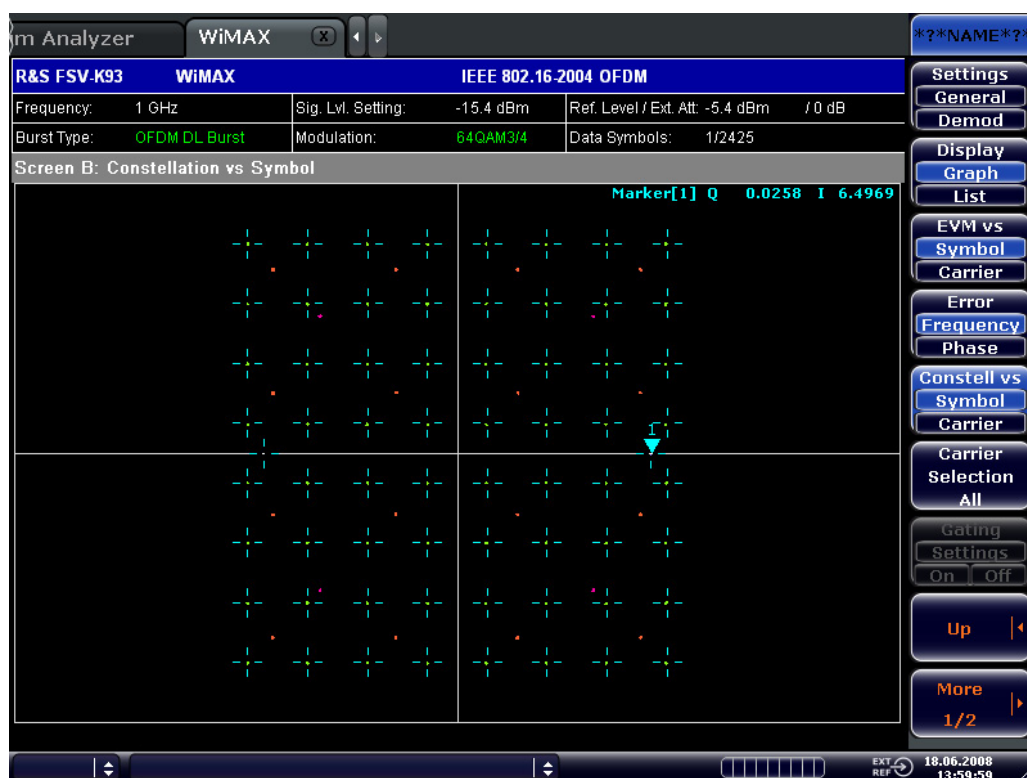 m Analyzer WiMAX X
*?*NAME*?*
R&S FSV-K93 WiMAX IEEE 802.16-2004 OFDM
Frequency: 1 GHz Sig. Lvl. Setting: -15.4 dBm Ref. Level / Ext. Att: -5.4 dBm / 0 dB
Burst Type: OFDM DL Burst Modulation: 64QAM3/4 Data Symbols: 1/2425
Screen B: Constellation vs Symbol
Marker[1] Q 0.0258 I 6.4969
1
Settings
General
Demod
Display
Graph
List
EVM vs
Symbol
Carrier
Error
Frequency
Phase
Constell vs
Symbol
Carrier
Carrier
Selection
All
Gating
Settings
On Off
Up
More
1/2
EXT
REF
18.06.2008
13:59:59